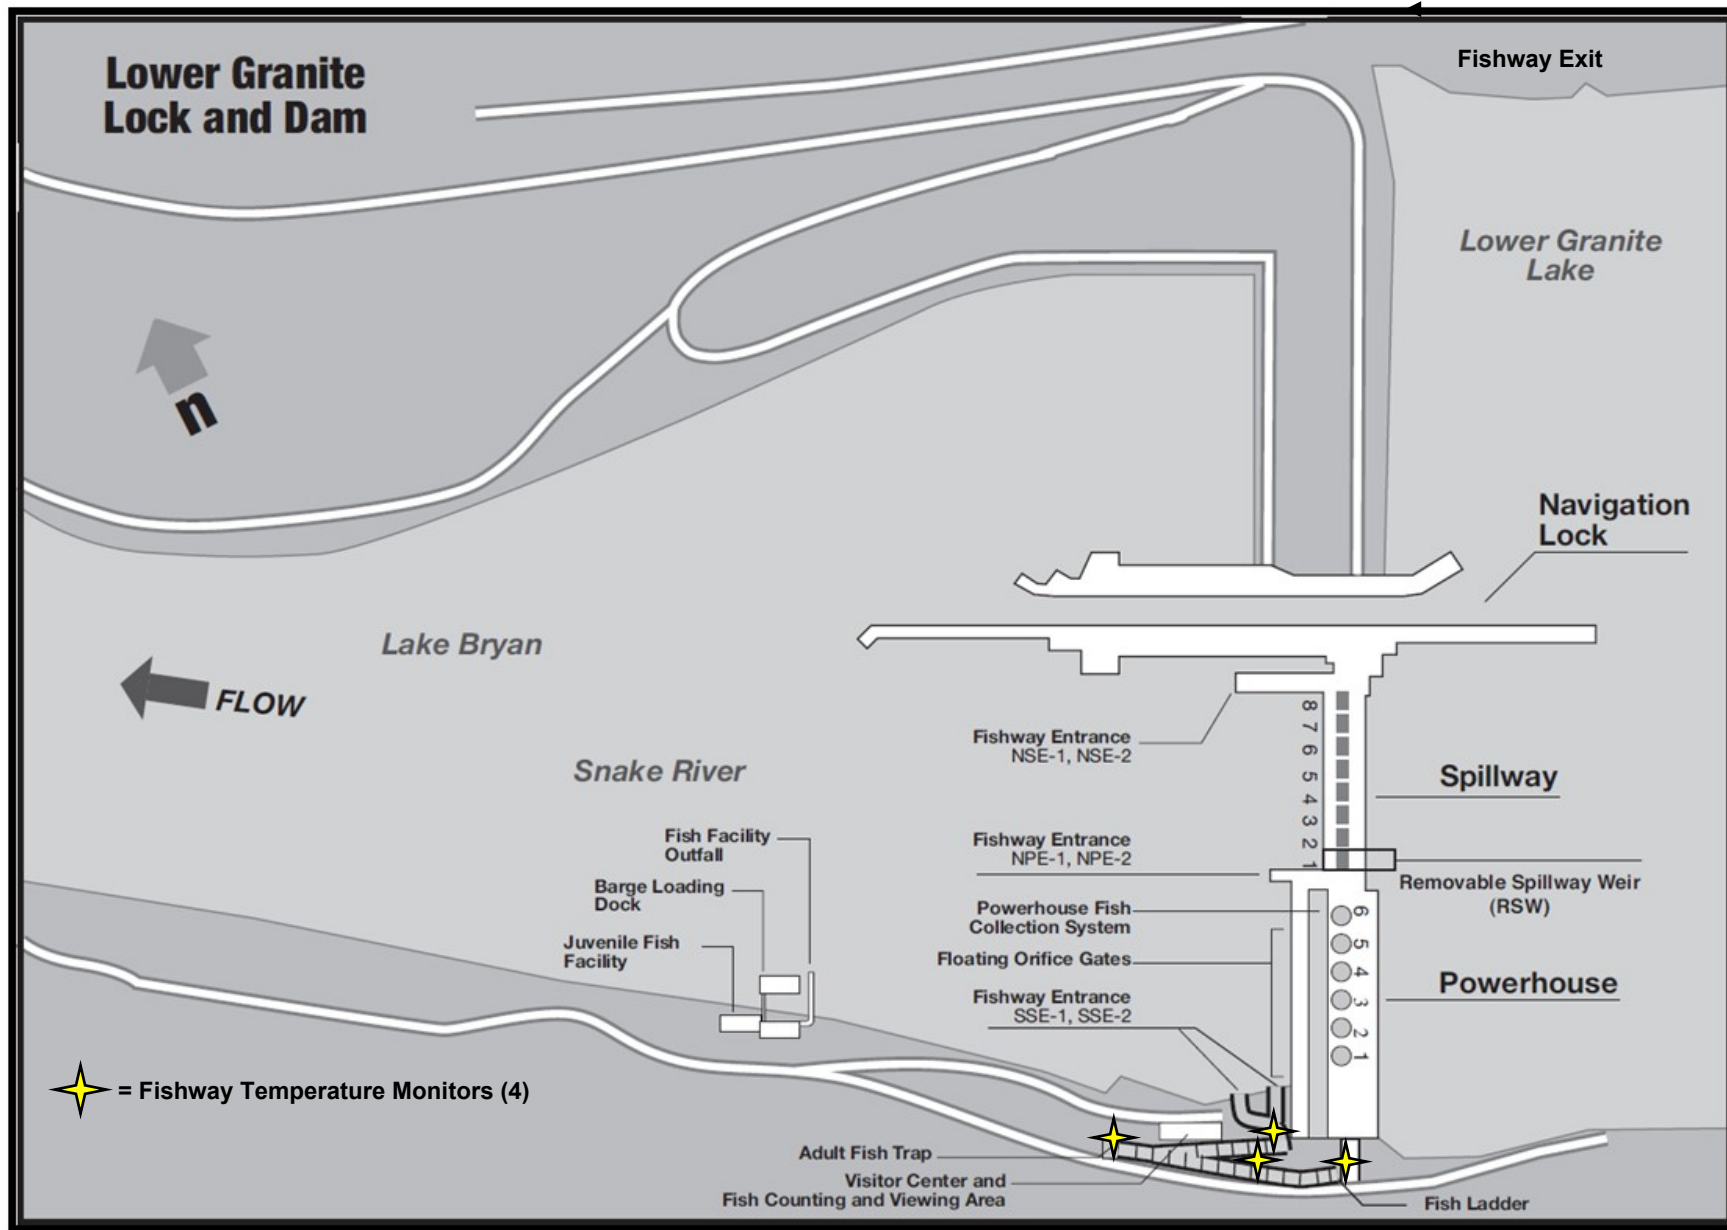 Lower Granite
Lock and Dam
Fishway Exit
Lower Granite
Lake
n
Navigation
Lock
Lake Bryan
FLOW
Snake River
Fishway Entrance
NSE-1, NSE-2
8
7
6
5
4
3
2
1
Spillway
Fish Facility
Outfall
Barge Loading
Dock
Juvenile Fish
Facility
Fishway Entrance
NPE-1, NPE-2
Removable Spillway Weir
(RSW)
Powerhouse Fish
Collection System
Floating Orifice Gates
Fishway Entrance
SSE-1, SSE-2
6
5
4
3
2
1
Powerhouse
= Fishway Temperature Monitors (4)
Adult Fish Trap
Visitor Center and
Fish Counting and Viewing Area
Fish Ladder